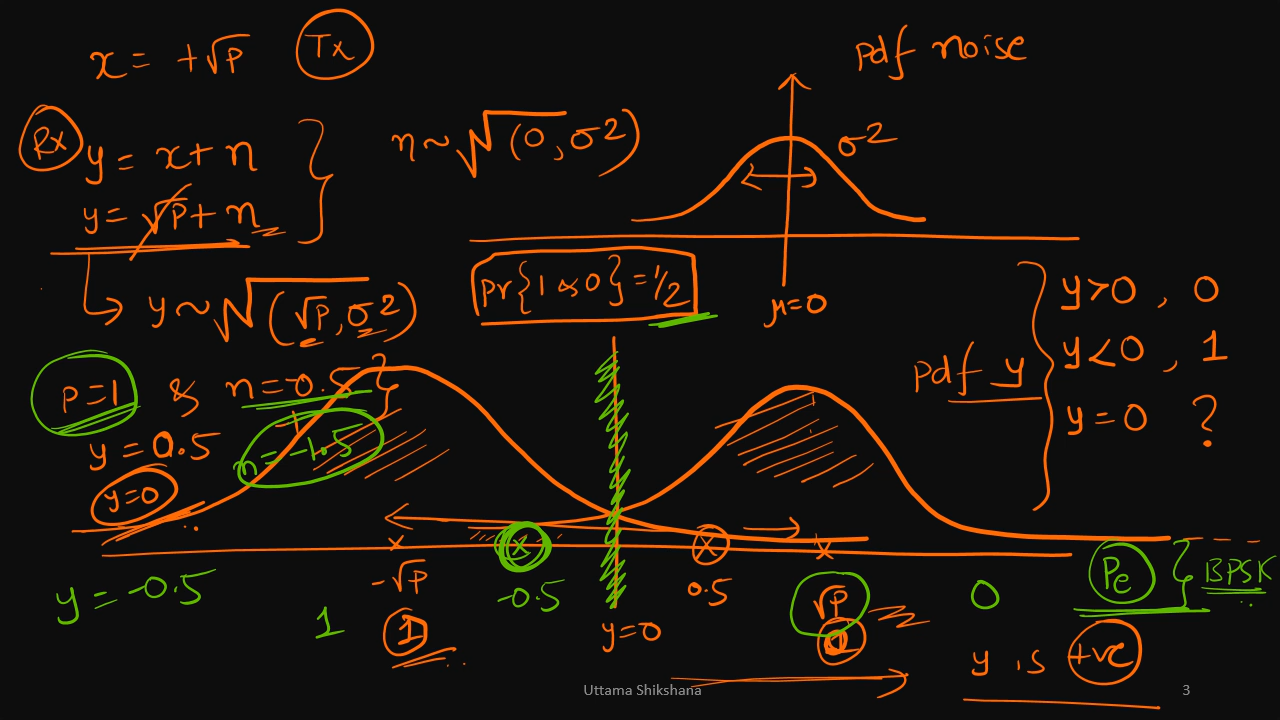 x = +√P Tx
pdf noise
Rx y = x+n
n ~ √(0, σ2)
σ2
y = √P + n
Pr{1 or 0} = 1/2
y ~ √(√P, σ2)
μ=0
y>0 , 0
y<0 , 1
y=0 ?
pdf y
P=1 & n=-0.5
y = 0.5
n=-1.5
y=0
x x x x
-√P -0.5 0.5 √P 0
Pe } BPSK
y = -0.5
1 1 y=0 0
y is +ve
Uttama Shikshana 3